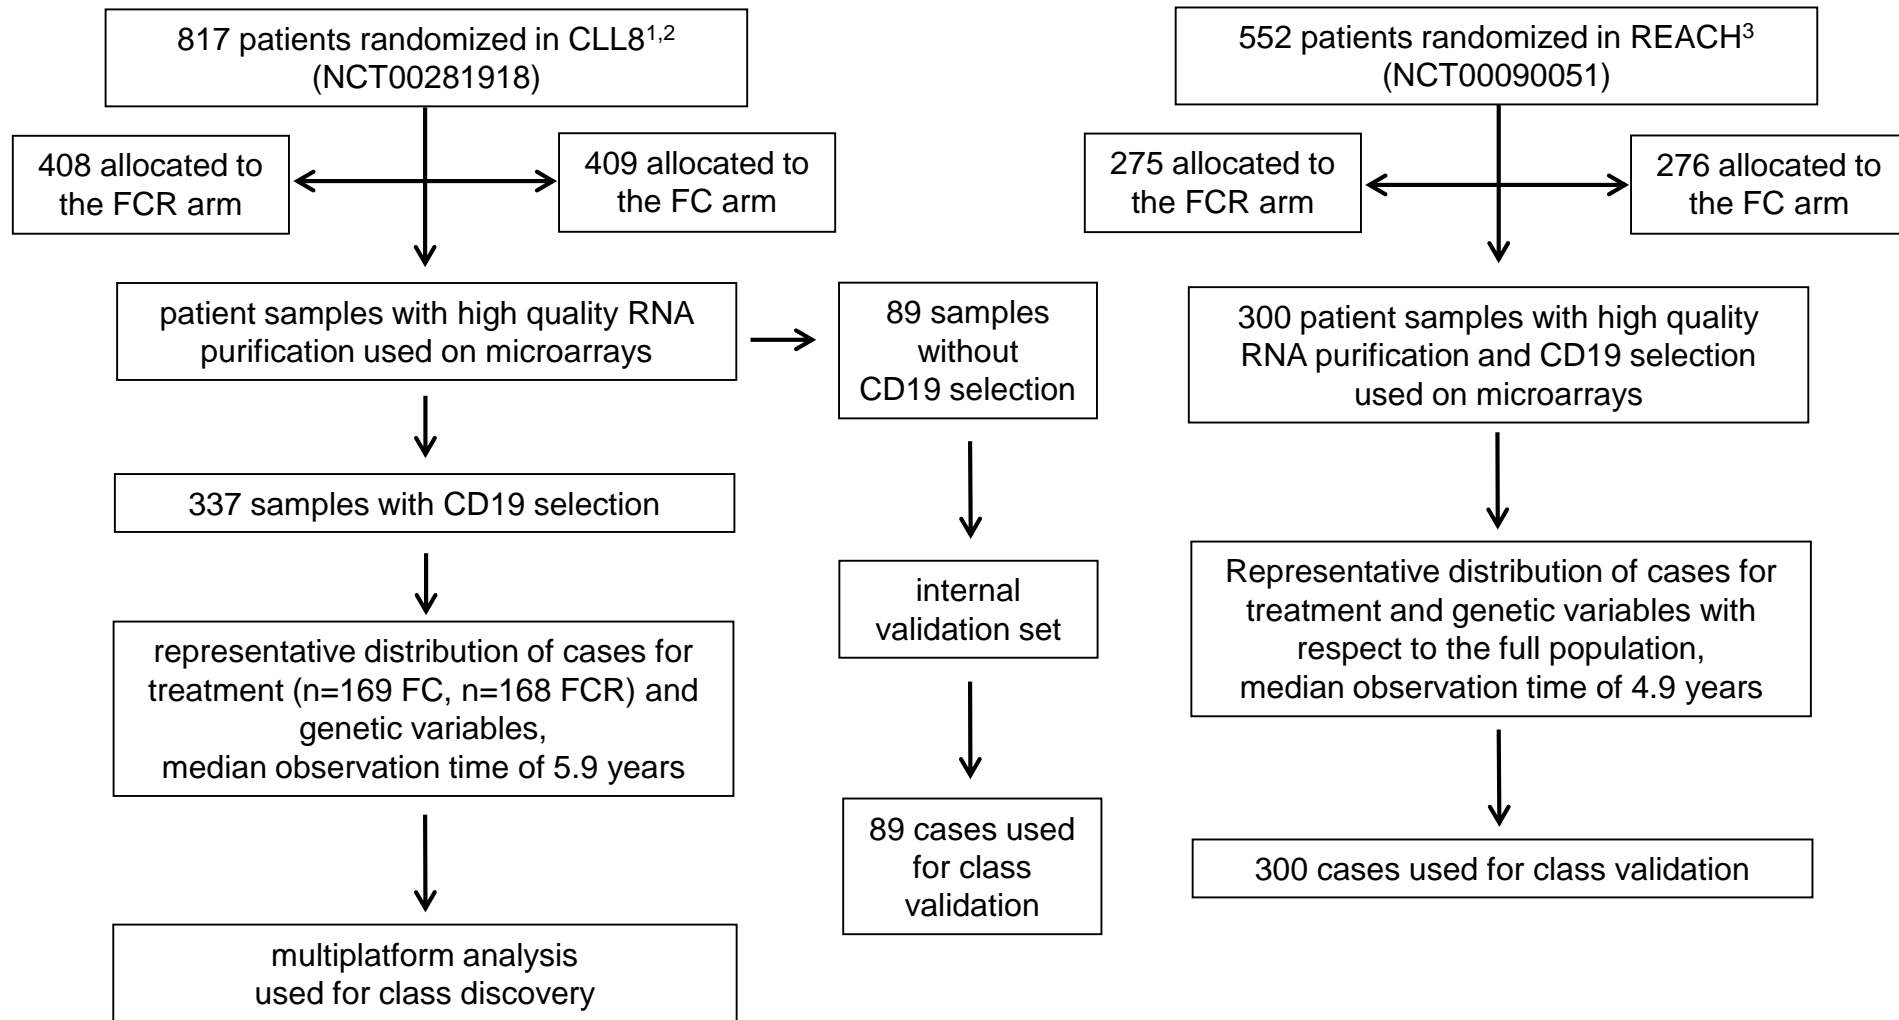 817 patients randomized in CLL81,2
(NCT00281918)
408 allocated to
the FCR arm
409 allocated to
the FC arm
patient samples with high quality RNA
purification used on microarrays
89 samples
without
CD19 selection
337 samples with CD19 selection
internal
validation set
representative distribution of cases for
treatment (n=169 FC, n=168 FCR) and
genetic variables,
median observation time of 5.9 years
89 cases used
for class
validation
multiplatform analysis
used for class discovery
552 patients randomized in REACH3
(NCT00090051)
275 allocated to
the FCR arm
276 allocated to
the FC arm
300 patient samples with high quality
RNA purification and CD19 selection
used on microarrays
Representative distribution of cases for
treatment and genetic variables with
respect to the full population,
median observation time of 4.9 years
300 cases used for class validation